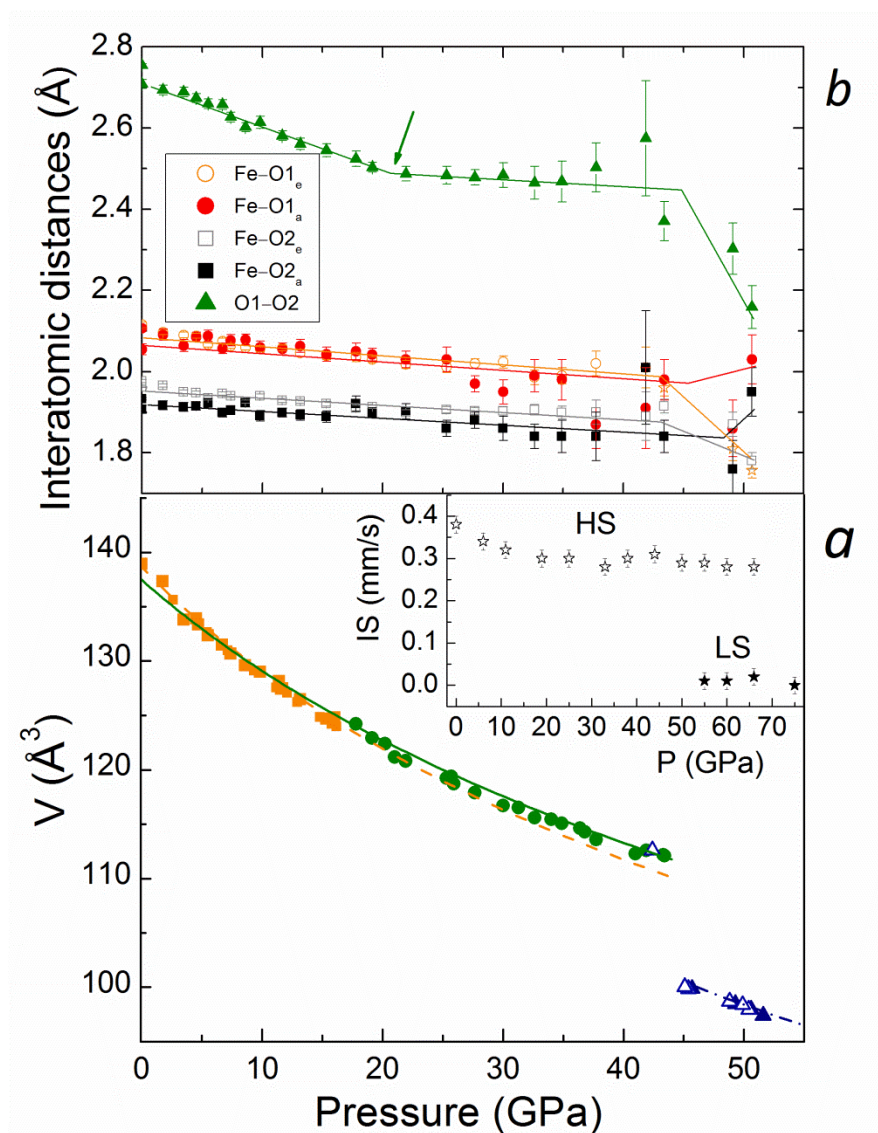 b
Interatomic distances (Å)
2.8
2.6
2.4
2.2
2.0
1.8
Fe–O1e
Fe–O1a
Fe–O2e
Fe–O2a
O1–O2
a
V (Å3)
140
130
120
110
100
IS (mm/s)
0.4
0.3
0.2
0.1
0.0
HS
LS
0 10 20 30 40 50 60 70
P (GPa)
0 10 20 30 40 50
Pressure (GPa)